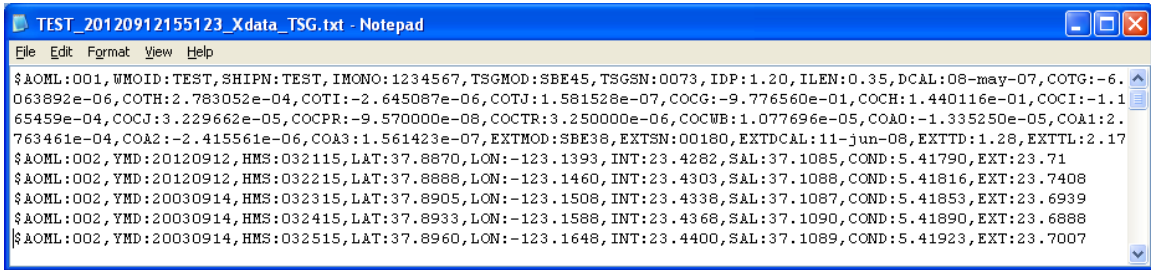 TEST_20120912155123_Xdata_TSG.txt - Notepad
File Edit Format View Help
$AOML:001,WMOID:TEST,SHIPN:TEST,IMONO:1234567,TSGMOD:SBE45,TSGSN:0073,IDP:1.20,ILEN:0.35,DCAL:08-may-07,COTG:-6.
063892e-06,COTH:2.783052e-04,COTI:-2.645087e-06,COTJ:1.581528e-07,COCG:-9.776560e-01,COCH:1.440116e-01,COCI:-1.1
65459e-04,COCJ:3.229662e-05,COCPR:-9.570000e-08,COCTR:3.250000e-06,COCWB:1.077696e-05,COA0:-1.335250e-05,COA1:2.
763461e-04,COA2:-2.415561e-06,COA3:1.561423e-07,EXTMOD:SBE38,EXTSN:00180,EXTDCAL:11-jun-08,EXTTD:1.28,EXTTL:2.17
$AOML:002,YMD:20120912,HMS:032115,LAT:37.8870,LON:-123.1393,INT:23.4282,SAL:37.1085,COND:5.41790,EXT:23.71
$AOML:002,YMD:20120912,HMS:032215,LAT:37.8888,LON:-123.1460,INT:23.4303,SAL:37.1088,COND:5.41816,EXT:23.7408
$AOML:002,YMD:20030914,HMS:032315,LAT:37.8905,LON:-123.1508,INT:23.4338,SAL:37.1087,COND:5.41853,EXT:23.6939
$AOML:002,YMD:20030914,HMS:032415,LAT:37.8933,LON:-123.1588,INT:23.4368,SAL:37.1090,COND:5.41890,EXT:23.6888
$AOML:002,YMD:20030914,HMS:032515,LAT:37.8960,LON:-123.1648,INT:23.4400,SAL:37.1089,COND:5.41923,EXT:23.7007